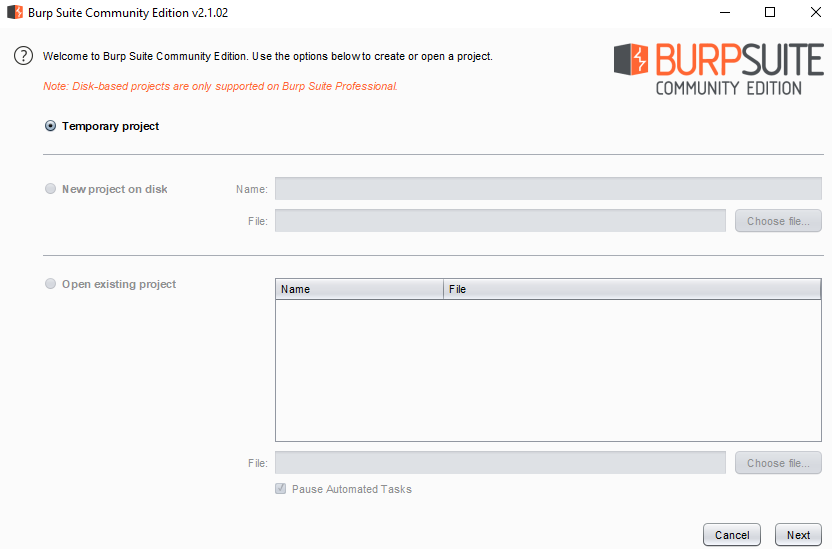 Burp Suite Community Edition v2.1.02
Welcome to Burp Suite Community Edition. Use the options below to create or open a project.
BURPSUITE
COMMUNITY EDITION
Note: Disk-based projects are only supported on Burp Suite Professional.
Temporary project
New project on disk Name:
File: Choose file...
Open existing project
Name File
File: Choose file...
Pause Automated Tasks
Cancel Next